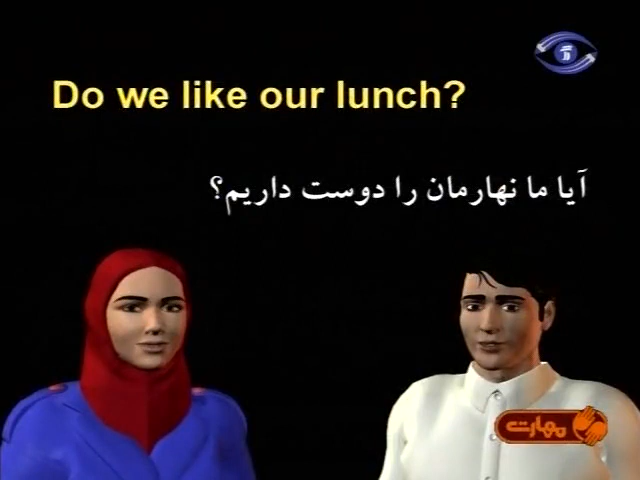 Do we like our lunch?
آیا ما نهارمان را دوست داریم؟
مهارت